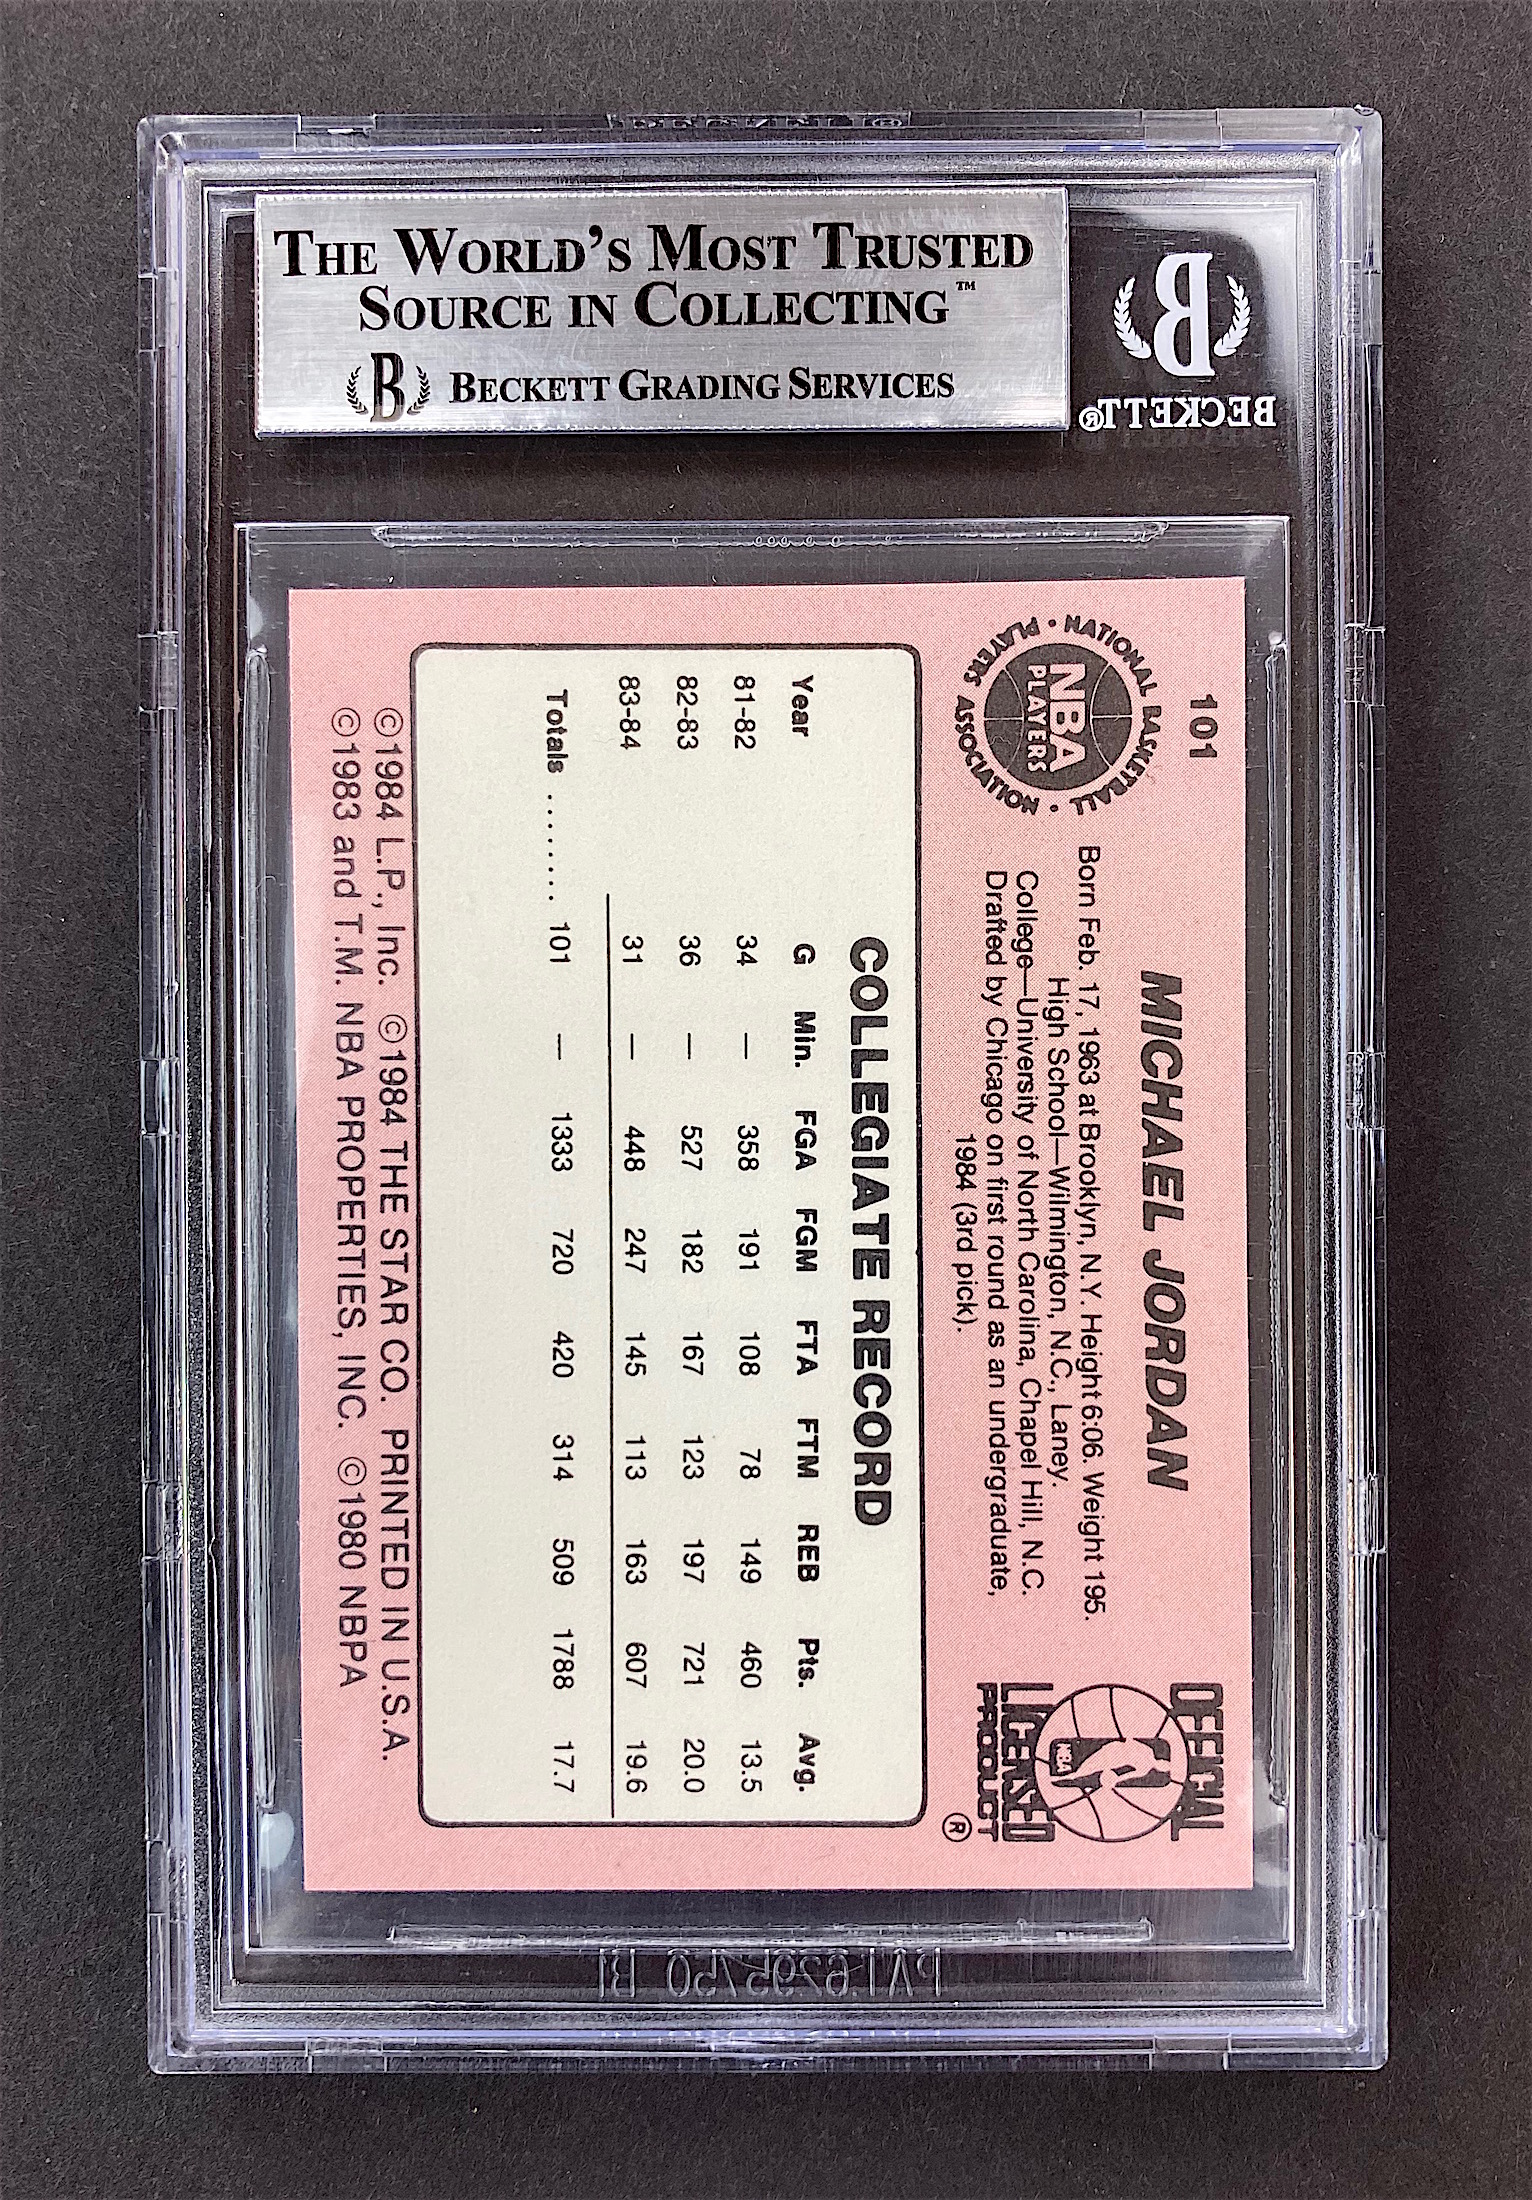 THE WORLD'S MOST TRUSTED
SOURCE IN COLLECTING™
B BECKETT GRADING SERVICES
B
BECKETT®
101
NATIONAL BASKETBALL • PLAYERS ASSOCIATION •
NBA
PLAYERS
MICHAEL JORDAN
Born Feb. 17, 1963 at Brooklyn, N.Y. Height 6:06. Weight 195.
High School—Wilmington, N.C., Laney.
College—University of North Carolina, Chapel Hill, N.C.
Drafted by Chicago on first round as an undergraduate,
1984 (3rd pick).
OFFICIAL
NBA
LICENSED
PRODUCT
®
COLLEGIATE RECORD
Year G Min. FGA FGM FTA FTM REB Pts. Avg.
81-82 34 — 358 191 108 78 149 460 13.5
82-83 36 — 527 182 167 123 197 721 20.0
83-84 31 — 448 247 145 113 163 607 19.6
Totals ....... 101 — 1333 720 420 314 509 1788 17.7
©1984 L.P., Inc. ©1984 THE STAR CO. PRINTED IN U.S.A.
©1983 and T.M. NBA PROPERTIES, INC. ©1980 NBPA